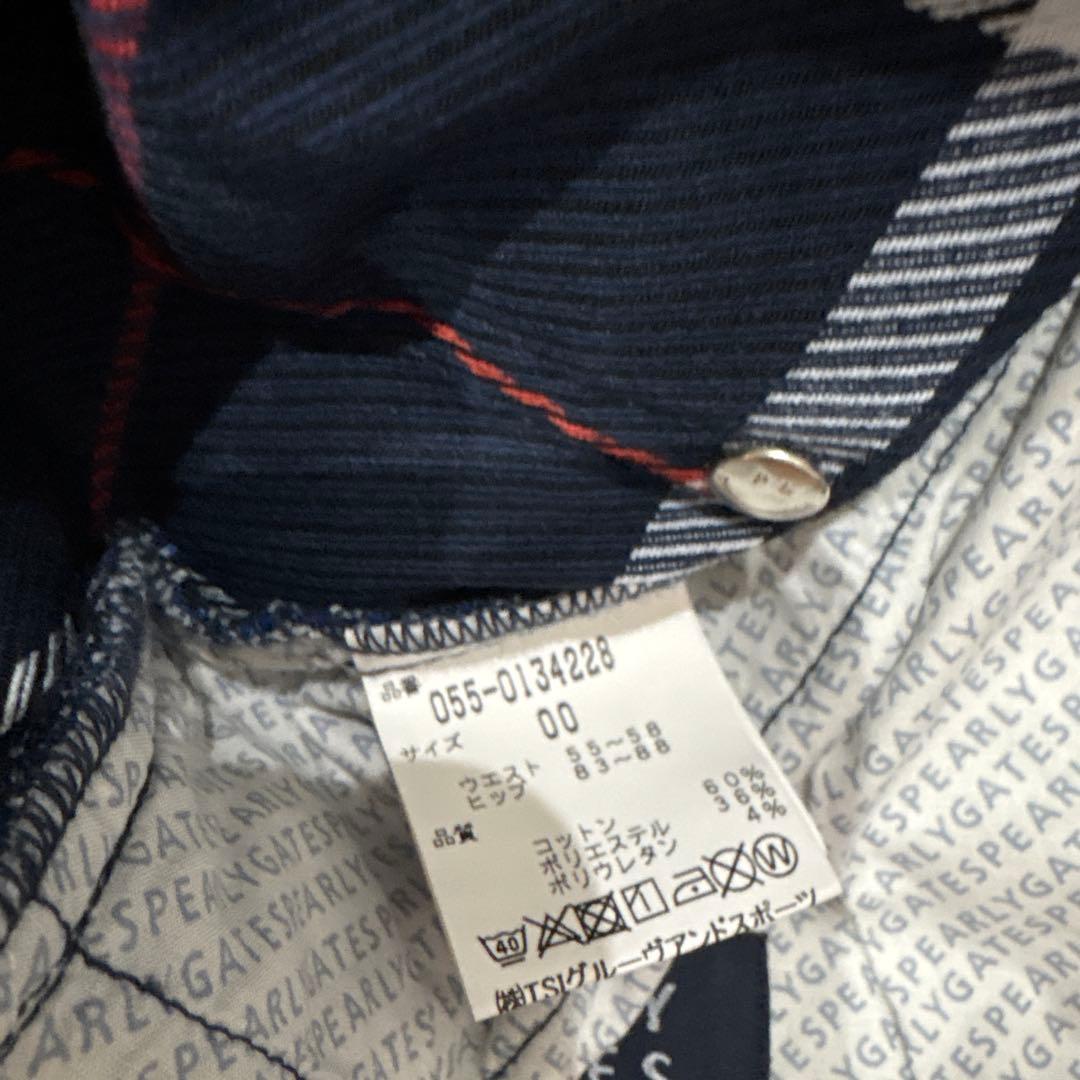 品番 055-0134228
サイズ 00
ウエスト 55～58
ヒップ 83～88
品質
コットン 60%
ポリエステル 36%
ポリウレタン 4%
40 W
㈱TSIグルーヴアンドスポーツ
PEARLYGATES